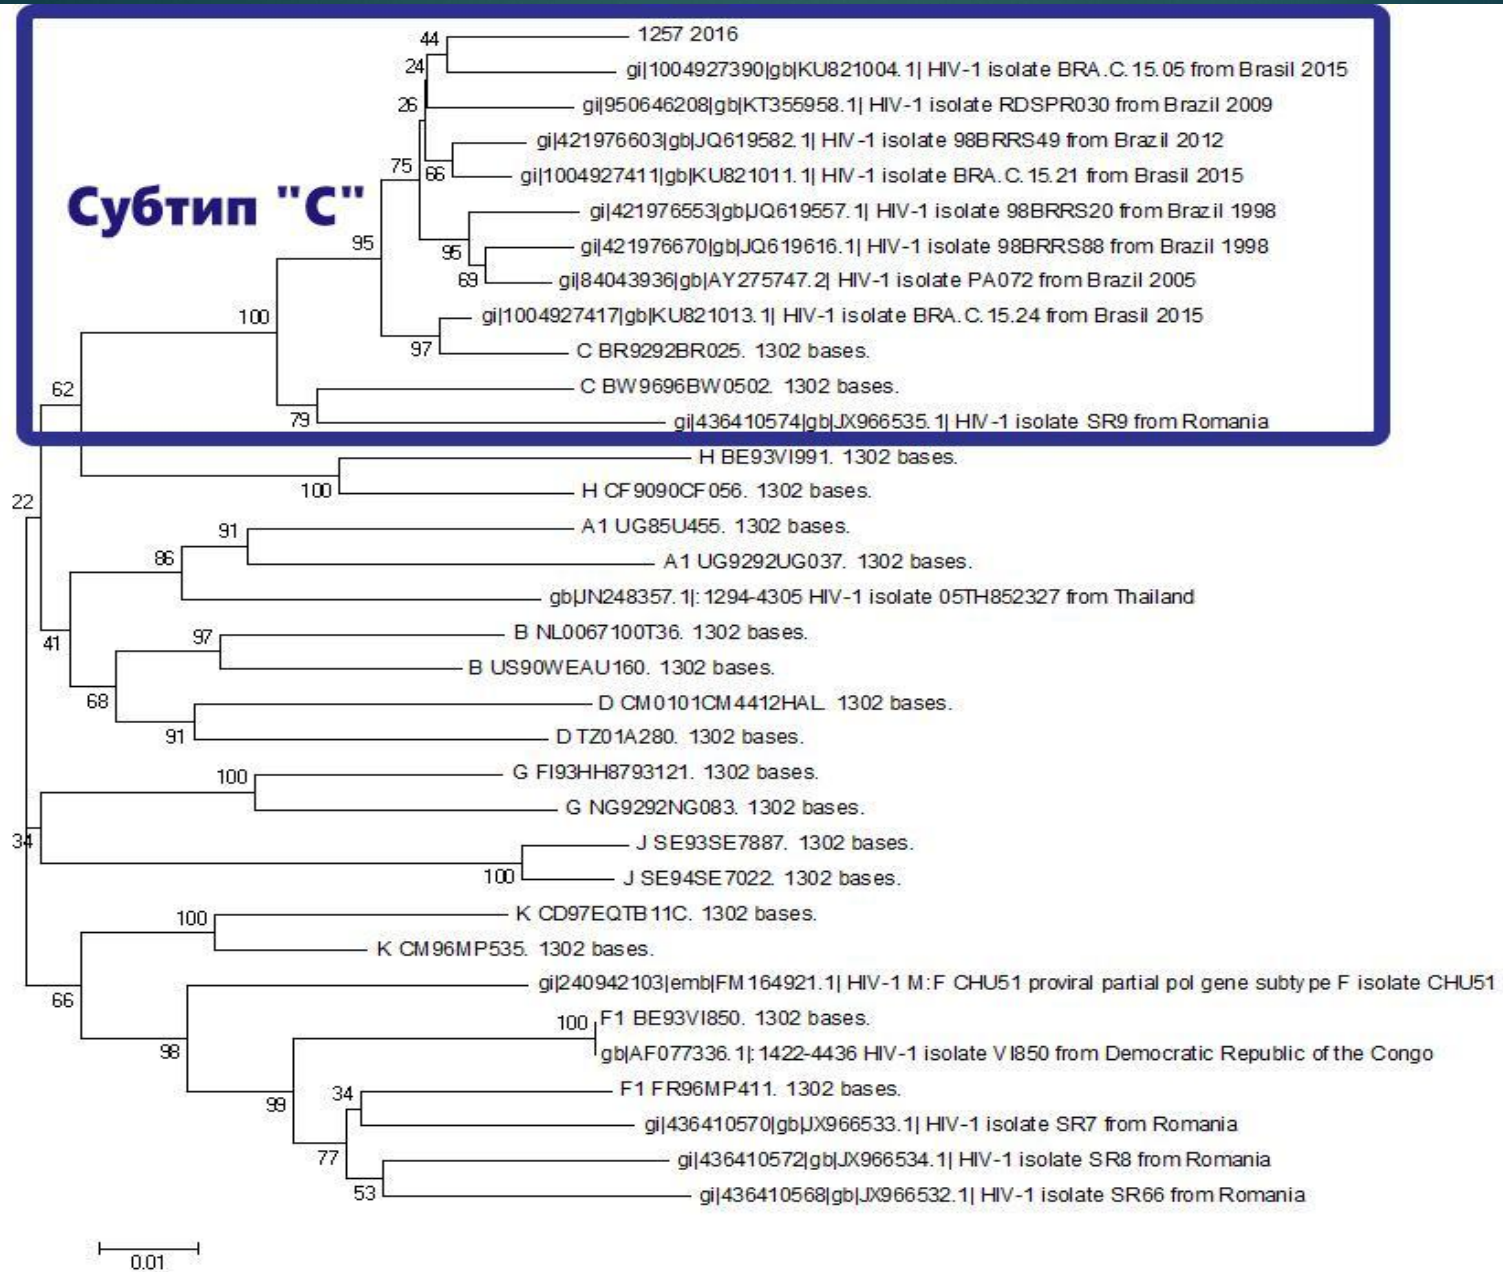 44
1257 2016
24
gi|1004927390|gb|KU821004.1| HIV-1 isolate BRA.C.15.05 from Brasil 2015
26
gi|950646208|gb|KT355958.1| HIV-1 isolate RDSPR030 from Brazil 2009
gi|421976603|gb|JQ619582.1| HIV-1 isolate 98BRRS49 from Brazil 2012
75
66
gi|1004927411|gb|KU821011.1| HIV-1 isolate BRA.C.15.21 from Brasil 2015
Субтип "С"
gi|421976553|gb|JQ619557.1| HIV-1 isolate 98BRRS20 from Brazil 1998
95
95
gi|421976670|gb|JQ619616.1| HIV-1 isolate 98BRRS88 from Brazil 1998
69
gi|84043936|gb|AY275747.2| HIV-1 isolate PA072 from Brazil 2005
100
gi|1004927417|gb|KU821013.1| HIV-1 isolate BRA.C.15.24 from Brasil 2015
97
C BR9292BR025. 1302 bases.
62
C BW9696BW0502. 1302 bases.
79
gi|436410574|gb|JX966535.1| HIV-1 isolate SR9 from Romania
H BE93VI991. 1302 bases.
100
H CF9090CF056. 1302 bases.
22
91
A1 UG85U455. 1302 bases.
86
A1 UG9292UG037. 1302 bases.
gb|JN248357.1|:1294-4305 HIV-1 isolate 05TH852327 from Thailand
41
97
B NL0067100T36. 1302 bases.
B US90WEAU160. 1302 bases.
68
D CM0101CM4412HAL. 1302 bases.
91
D TZ01A280. 1302 bases.
100
G FI93HH8793121. 1302 bases.
G NG9292NG083. 1302 bases.
34
J SE93SE7887. 1302 bases.
100
J SE94SE7022. 1302 bases.
100
K CD97EQTB11C. 1302 bases.
K CM96MP535. 1302 bases.
66
gi|240942103|emb|FM164921.1| HIV-1 M:F CHU51 proviral partial pol gene subtype F isolate CHU51
100
F1 BE93VI850. 1302 bases.
98
gb|AF077336.1|:1422-4436 HIV-1 isolate VI850 from Democratic Republic of the Congo
99
34
F1 FR96MP411. 1302 bases.
gi|436410570|gb|JX966533.1| HIV-1 isolate SR7 from Romania
77
gi|436410572|gb|JX966534.1| HIV-1 isolate SR8 from Romania
53
gi|436410568|gb|JX966532.1| HIV-1 isolate SR66 from Romania
0.01